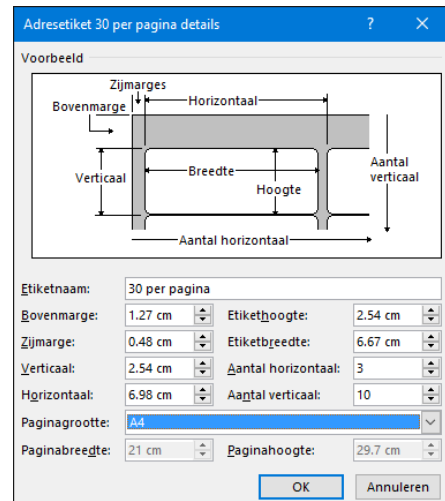 Adresetiket 30 per pagina details ? ×
Voorbeeld
Zijmarges
Bovenmarge
Horizontaal
Verticaal
Breedte
Hoogte
Aantal verticaal
Aantal horizontaal
Etiketnaam: 30 per pagina
Bovenmarge: 1.27 cm Etikethoogte: 2.54 cm
Zijmarge: 0.48 cm Etiketbreedte: 6.67 cm
Verticaal: 2.54 cm Aantal horizontaal: 3
Horizontaal: 6.98 cm Aantal verticaal: 10
Paginagrootte: A4
Paginabreedte: 21 cm Paginahoogte: 29.7 cm
OK Annuleren